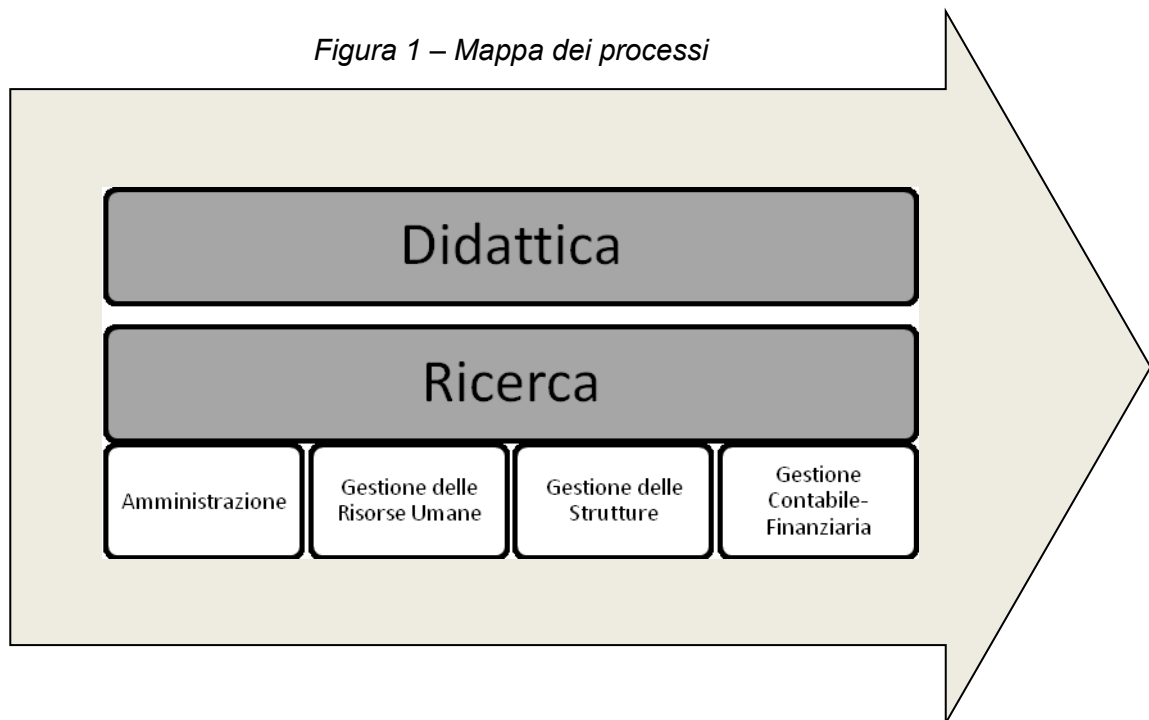 Figura 1 – Mappa dei processi
Didattica
Ricerca
Amministrazione
Gestione delle
Risorse Umane
Gestione delle
Strutture
Gestione
Contabile-
Finanziaria